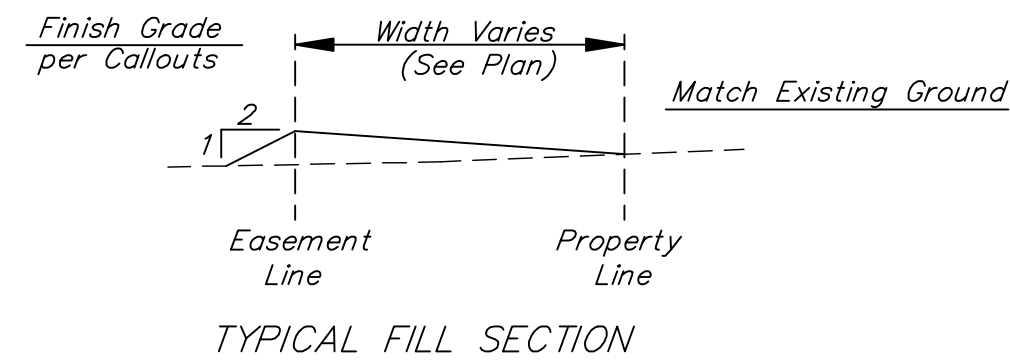 Finish Grade
per Callouts
Width Varies
(See Plan)
Match Existing Ground
2
1
Easement
Line
Property
Line
TYPICAL FILL SECTION